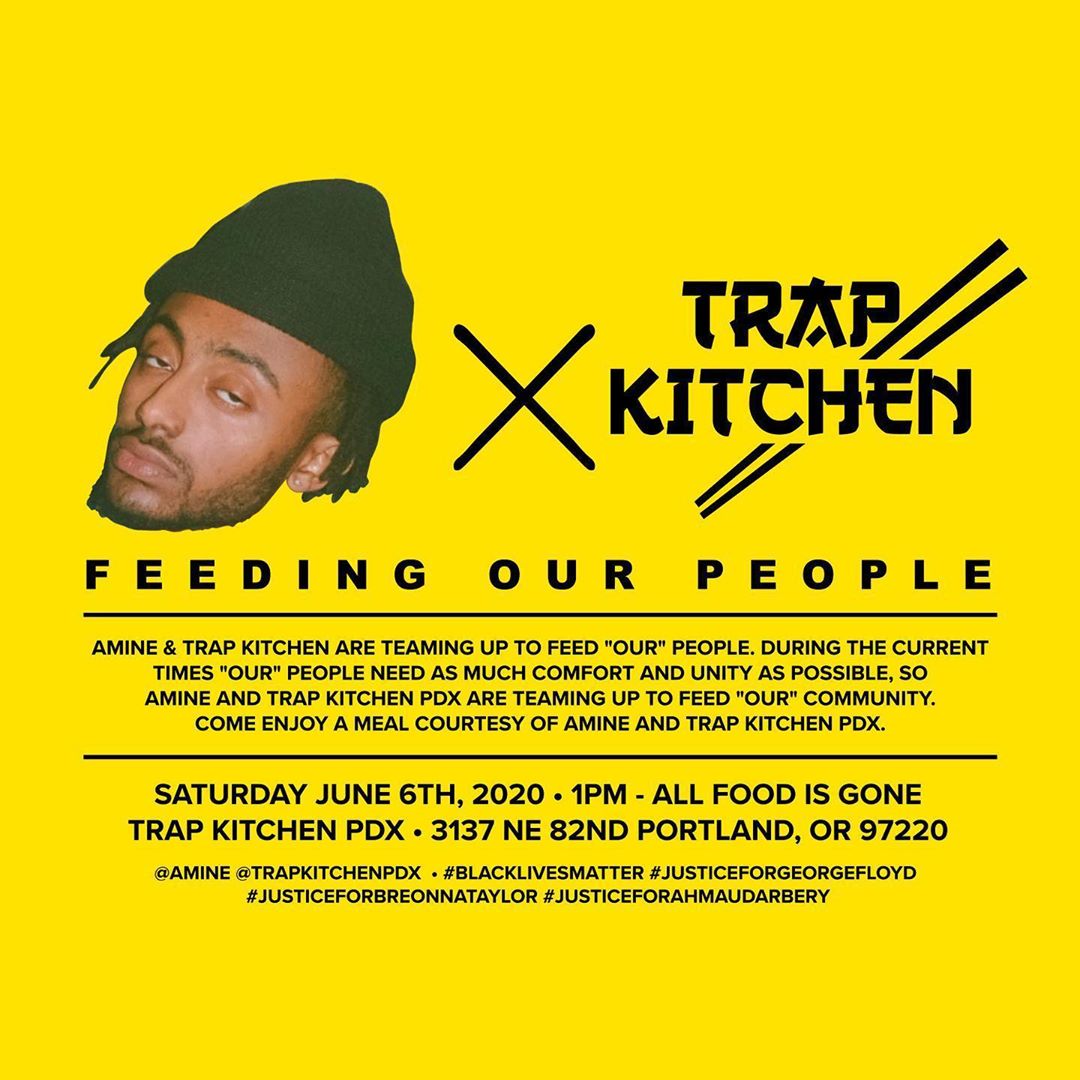 TRAP
KITCHEN
FEEDING OUR PEOPLE
AMINE & TRAP KITCHEN ARE TEAMING UP TO FEED "OUR" PEOPLE. DURING THE CURRENT
TIMES "OUR" PEOPLE NEED AS MUCH COMFORT AND UNITY AS POSSIBLE, SO
AMINE AND TRAP KITCHEN PDX ARE TEAMING UP TO FEED "OUR" COMMUNITY.
COME ENJOY A MEAL COURTESY OF AMINE AND TRAP KITCHEN PDX.
SATURDAY JUNE 6TH, 2020 • 1PM - ALL FOOD IS GONE
TRAP KITCHEN PDX • 3137 NE 82ND PORTLAND, OR 97220
@AMINE @TRAPKITCHENPDX • #BLACKLIVESMATTER #JUSTICEFORGEORGEFLOYD
#JUSTICEFORBREONNATAYLOR #JUSTICEFORAHMAUDARBERY